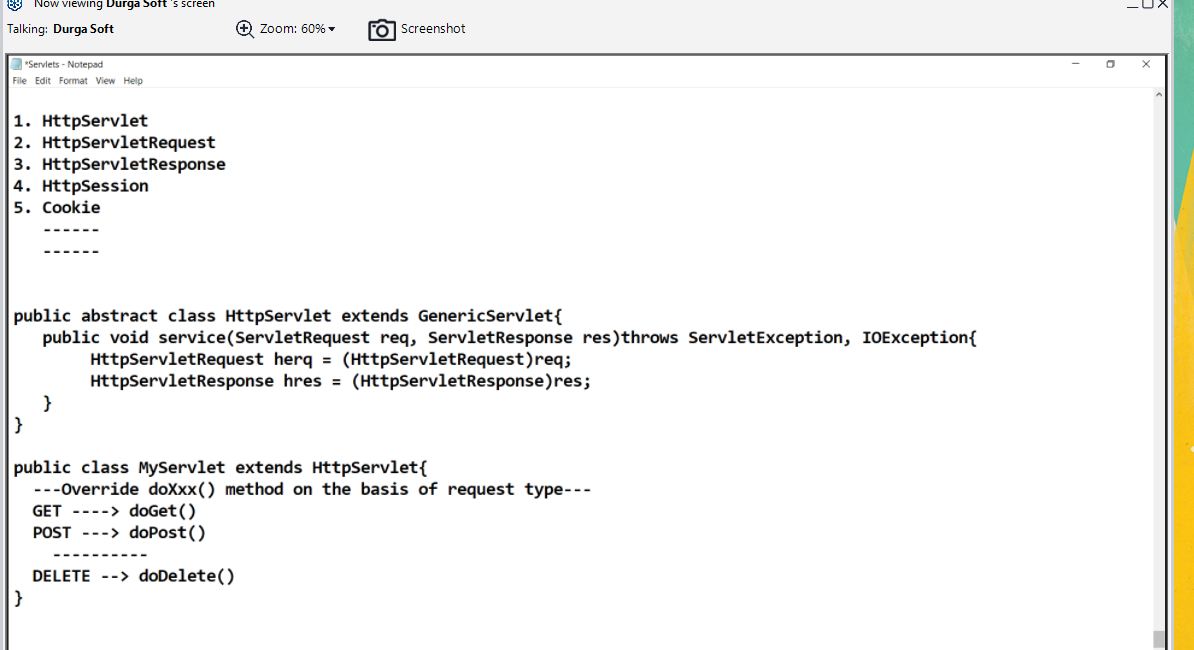 Now viewing Durga Soft 's screen
Talking: Durga Soft
Zoom: 60%
Screenshot
*Servlets - Notepad
File Edit Format View Help
1. HttpServlet
2. HttpServletRequest
3. HttpServletResponse
4. HttpSession
5. Cookie
------
------
public abstract class HttpServlet extends GenericServlet{
public void service(ServletRequest req, ServletResponse res)throws ServletException, IOException{
HttpServletRequest herq = (HttpServletRequest)req;
HttpServletResponse hres = (HttpServletResponse)res;
}
}
public class MyServlet extends HttpServlet{
---Override doXxx() method on the basis of request type---
GET ----> doGet()
POST ---> doPost()
----------
DELETE --> doDelete()
}